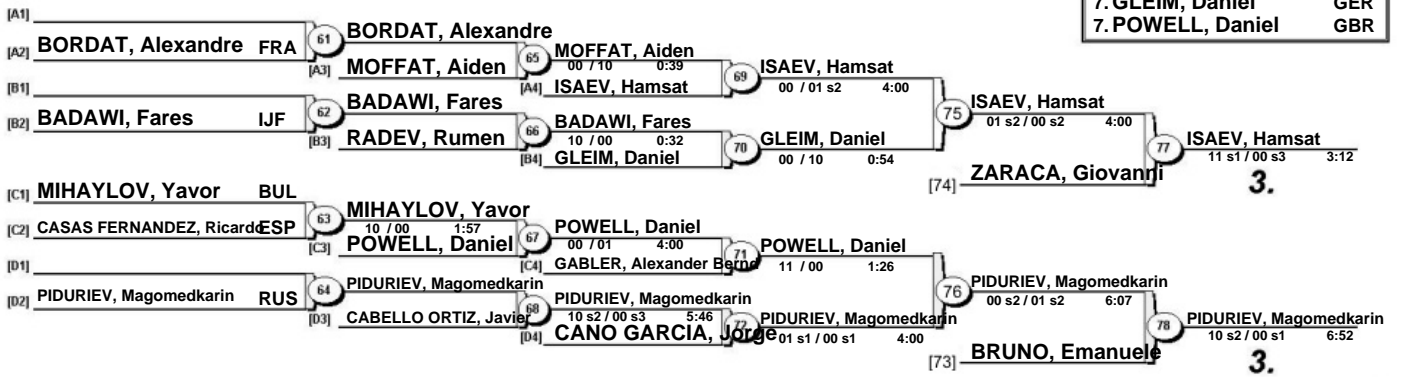 7. GLEIM, Daniel GER
7. POWELL, Daniel GBR
[A1]
[A2] BORDAT, Alexandre FRA
61 BORDAT, Alexandre
[A3] MOFFAT, Aiden
65 MOFFAT, Aiden
00 / 10 0:39
[A4] ISAEV, Hamsat
69 ISAEV, Hamsat
00 / 01 s2 4:00
[B1]
[B2] BADAWI, Fares IJF
62 BADAWI, Fares
[B3] RADEV, Rumen
66 BADAWI, Fares
10 / 00 0:32
[B4] GLEIM, Daniel
70 GLEIM, Daniel
00 / 10 0:54
75 ISAEV, Hamsat
01 s2 / 00 s2 4:00
[74] ZARACA, Giovanni
77 ISAEV, Hamsat
11 s1 / 00 s3 3:12
3.
[C1] MIHAYLOV, Yavor BUL
[C2] CASAS FERNANDEZ, Ricardo ESP
63 MIHAYLOV, Yavor
10 / 00 1:57
[C3] POWELL, Daniel
67 POWELL, Daniel
00 / 01 4:00
[C4] GABLER, Alexander Bernd
71 POWELL, Daniel
11 / 00 1:26
[D1]
[D2] PIDURIEV, Magomedkarin RUS
64 PIDURIEV, Magomedkarin
[D3] CABELLO ORTIZ, Javier
68 PIDURIEV, Magomedkarin
10 s2 / 00 s3 5:46
[D4] CANO GARCIA, Jorge
72 PIDURIEV, Magomedkarin
01 s1 / 00 s1 4:00
76 PIDURIEV, Magomedkarin
00 s2 / 01 s2 6:07
[73] BRUNO, Emanuele
78 PIDURIEV, Magomedkarin
10 s2 / 00 s1 6:52
3.